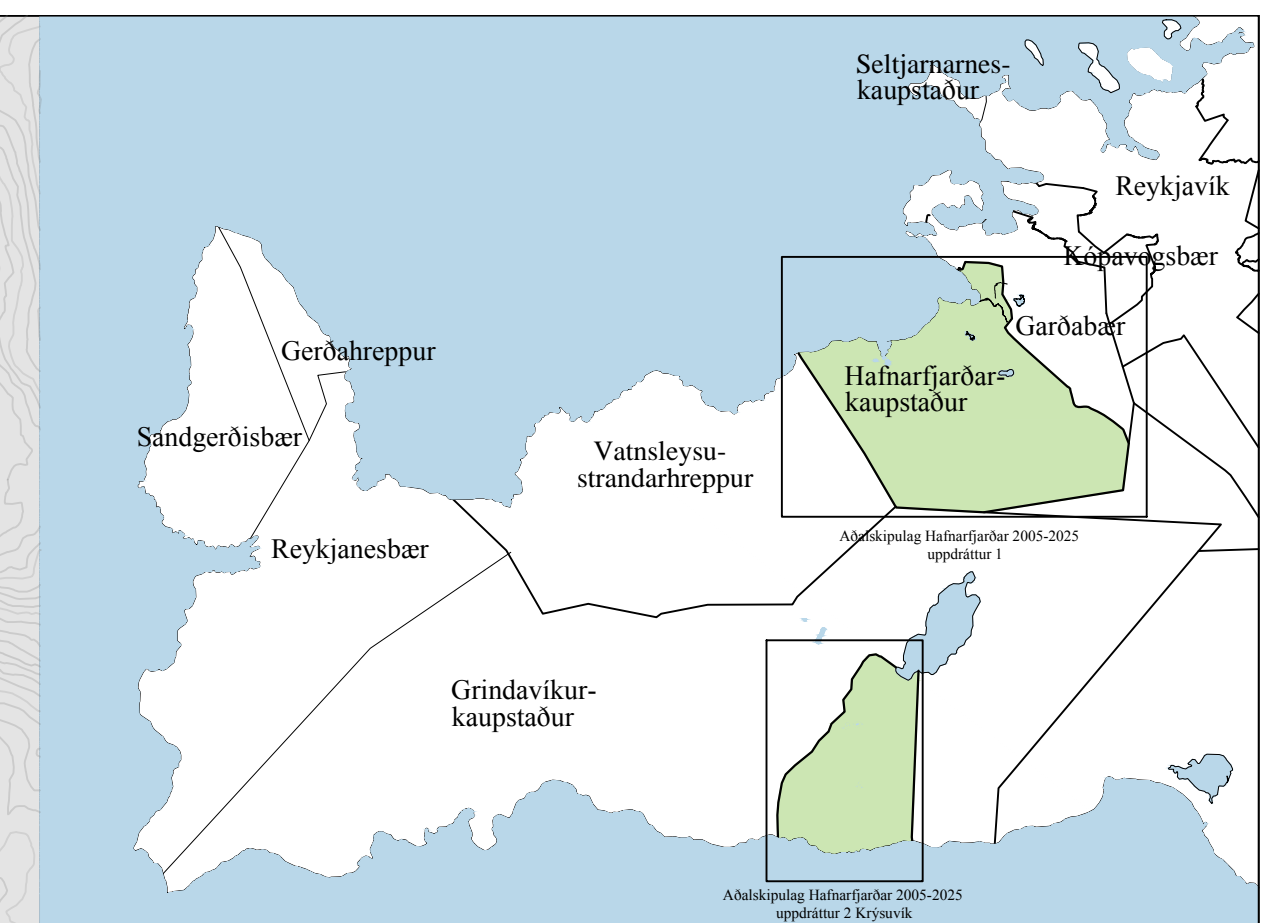 Seltjarnarnes-
kaupstaður
Reykjavík
Kópavogsbær
Garðabær
Gerðahreppur
Hafnarfjarðar-
kaupstaður
Sandgerðisbær
Vatnsleysu-
strandarhreppur
Aðalskipulag Hafnarfjarðar 2005-2025
uppdráttur 1
Reykjanesbær
Grindavíkur-
kaupstaður
Aðalskipulag Hafnarfjarðar 2005-2025
uppdráttur 2 Krýsuvík